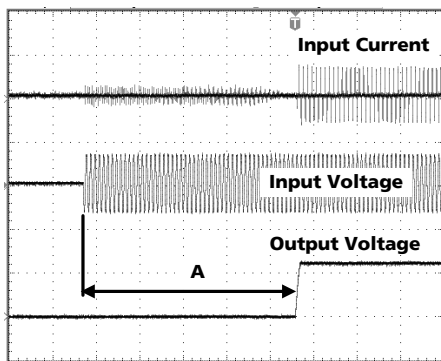 T
Input Current
Input Voltage
Output Voltage
A